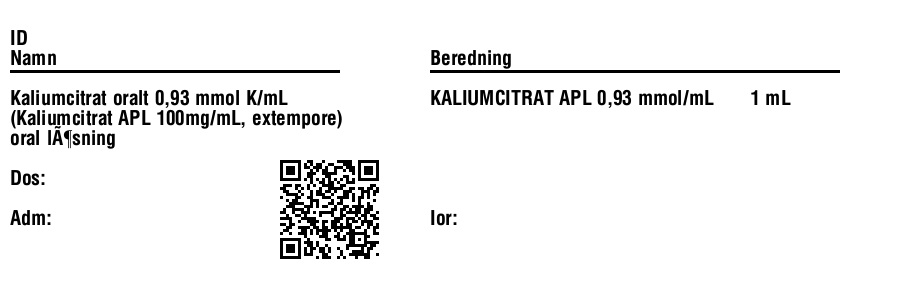 ID
Namn
Beredning
Kaliumcitrat oralt 0,93 mmol K/mL
(Kaliumcitrat APL 100mg/mL, extempore)
oral lÃ¶sning
KALIUMCITRAT APL 0,93 mmol/mL 1 mL
Dos:
Adm:
Ior: